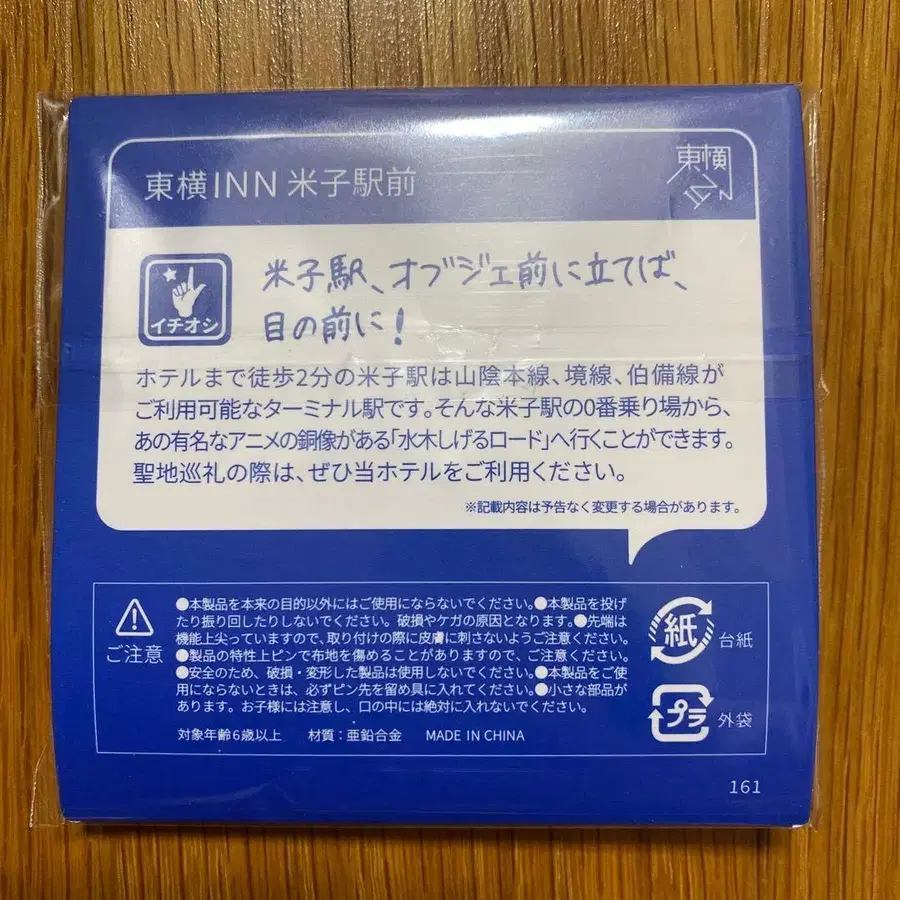 東横INN 米子駅前
東横
INN
イチオシ
米子駅、オブジェ前に立てば、
目の前に!
ホテルまで徒歩2分の米子駅は山陰本線、境線、伯備線が
ご利用可能なターミナル駅です。そんな米子駅の0番乗り場から、
あの有名なアニメの銅像がある「水木しげるロード」へ行くことができます。
聖地巡礼の際は、ぜひ当ホテルをご利用ください。
※記載内容は予告なく変更する場合があります。
ご注意
●本製品を本来の目的以外にはご使用にならないでください。●本製品を投げ
たり振り回したりしないでください。破損やケガの原因となります。●先端は
機能上尖っていますので、取り付けの際に皮膚に刺さないようご注意ください。
●製品の特性上ピンで布地を傷めることがありますので、ご注意ください。
●安全のため、破損・変形した製品は使用しないでください。●本製品をご使
用にならないときは、必ずピン先を留め具に入れてください。●小さな部品が
あります。お子様には注意し、口の中には絶対に入れないでください。
対象年齢6歳以上 材質:亜鉛合金 MADE IN CHINA
紙 台紙
プラ 外袋
161